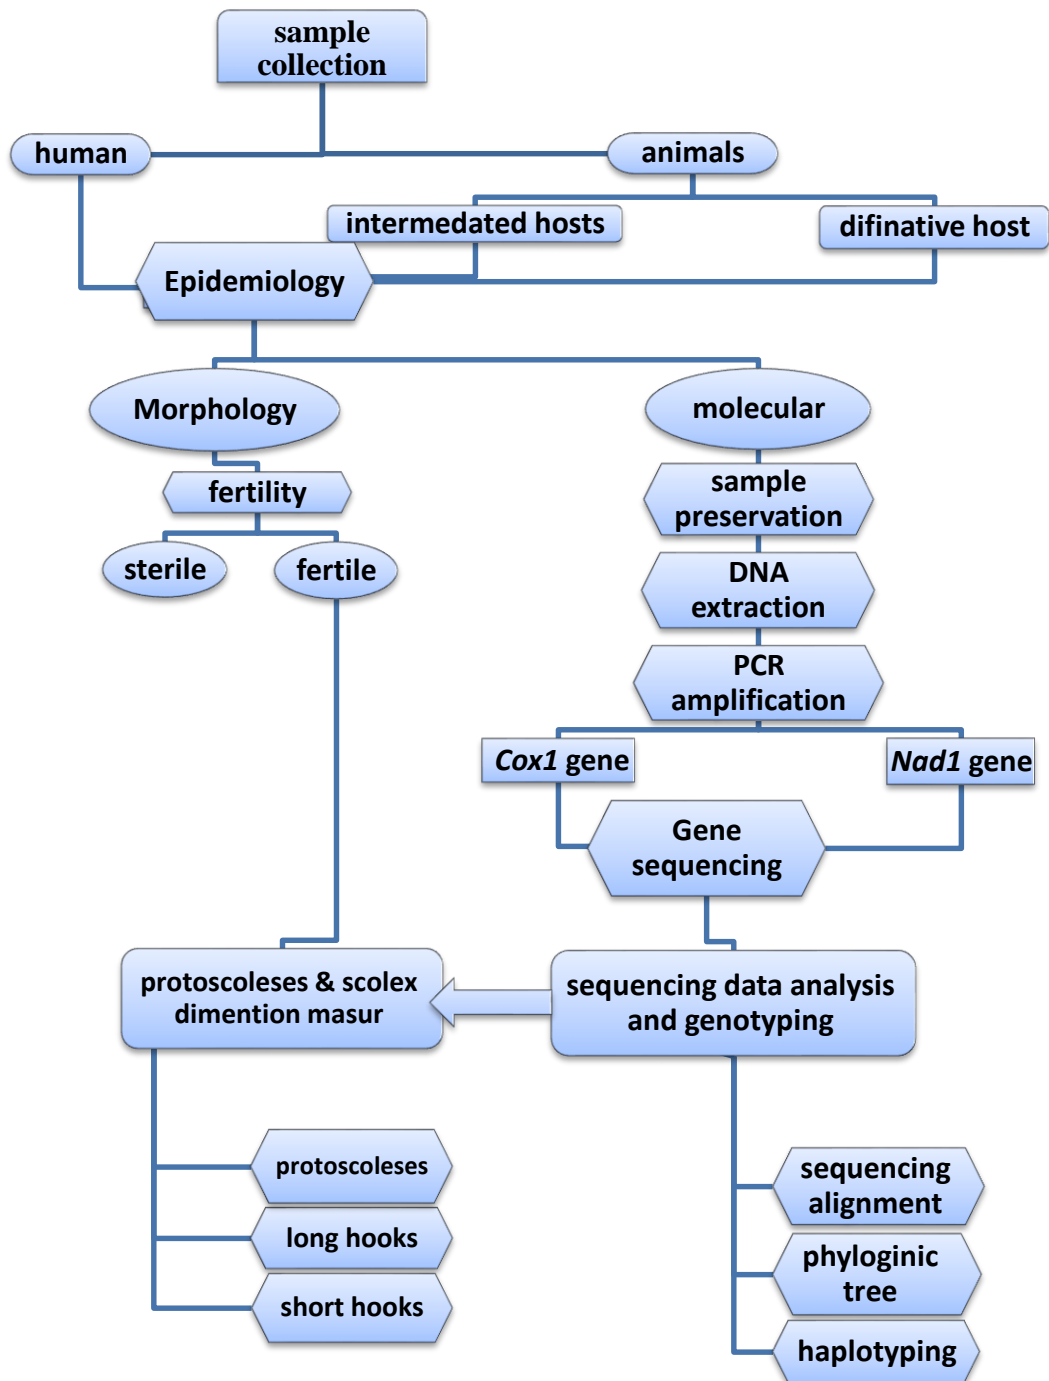 sample
collection
human
animals
intermedated hosts
difinative host
Epidemiology
Morphology
molecular
fertility
sample
preservation
sterile
fertile
DNA
extraction
PCR
amplification
Cox1 gene
Nad1 gene
Gene
sequencing
protoscoleses & scolex
dimention masur
sequencing data analysis
and genotyping
protoscoleses
long hooks
short hooks
sequencing
alignment
phyloginic
tree
haplotyping